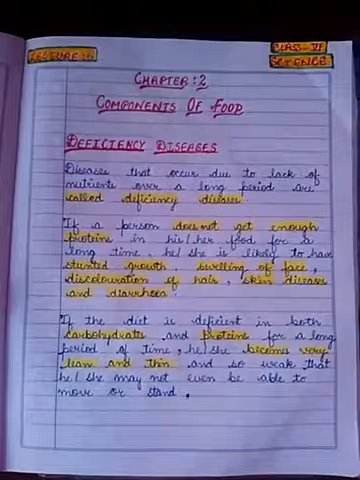 CLASS-VI
SCIENCE
CHAPTER:2
COMPONENTS OF FOOD
DEFICIENCY DISEASES
Diseases that occur due to lack of
nutrients over a long period are
called deficiency disease.
If a person does not get enough
proteins in his/her food for a
long time, he/she is likely to have
stunted growth, swelling of face,
discolouration of hair, skin disease
and diarrhoea.
If the diet is deficient in both
carbohydrates and proteins for a long
period of time, he/she becomes very
lean and thin and so weak that
he/she may not even be able to
move or stand.